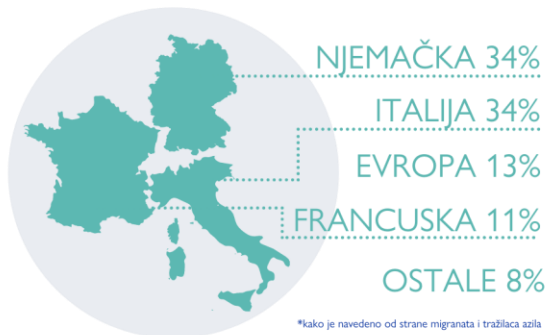 NJEMAČKA 34%
ITALIJA 34%
EVROPA 13%
FRANCUSKA 11%
OSTALE 8%
*kako je navedeno od strane migranata i tražilaca azila